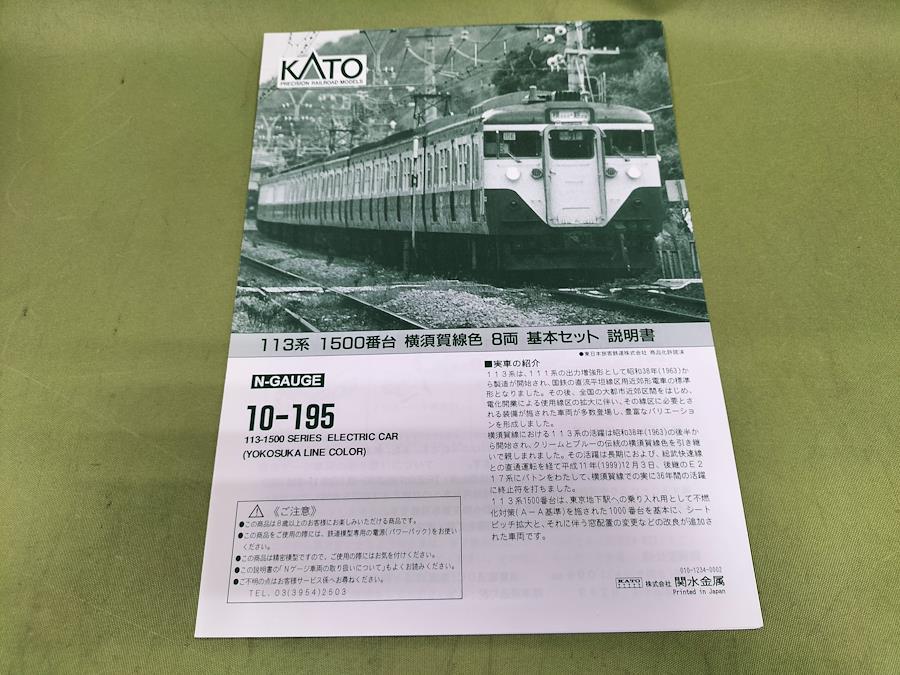 KATO
PRECISION RAILROAD MODELS
113系 1500番台 横須賀線色 8両 基本セット 説明書
●東日本旅客鉄道株式会社 商品化許諾済
N-GAUGE
10-195
113-1500 SERIES ELECTRIC CAR
(YOKOSUKA LINE COLOR)
■実車の紹介
113系は、111系の出力増強形として昭和38年(1963)か
ら製造が開始され、国鉄の直流平坦線区用近郊形電車の標準
形となりました。その後、全国の大都市近郊区間をはじめ、
電化開業による使用線区の拡大に伴い、その線区に必要とさ
れる装備が施された車両が多数登場し、豊富なバリエーショ
ンを形成しました。
横須賀線における113系の活躍は昭和38年(1963)の後半か
ら開始され、クリームとブルーの伝統の横須賀線色を引き継
いで親しまれました。その活躍は長期におよび、総武快速線
との直通運転を経て平成11年(1999)12月3日、後継のE2
17系にバトンをわたして、横須賀線での実に36年間の活躍
に終止符を打ちました。
113系1500番台は、東京地下駅への乗り入れ用として不燃
化対策(A-A基準)を施された1000番台を基本に、シート
ピッチ拡大と、それに伴う窓配置の変更などの改良が追加さ
れた車両です。
《ご注意》
●この商品は8歳以上のお客様にお楽しみいただける商品です。
●この商品をご使用の際には、鉄道模型専用の電源(パワーパック)をお使い
ください。
●この商品は精密模型ですので、ご使用の際にはお気を付けください。
●この説明書の「Nゲージ車両の取り扱いについて」もよくお読みください。
●ご不明の点はお客様サービス係へお尋ねください。
TEL.03(3954)2503
010-1234-0002
KATO 株式会社 関水金属
Printed in Japan